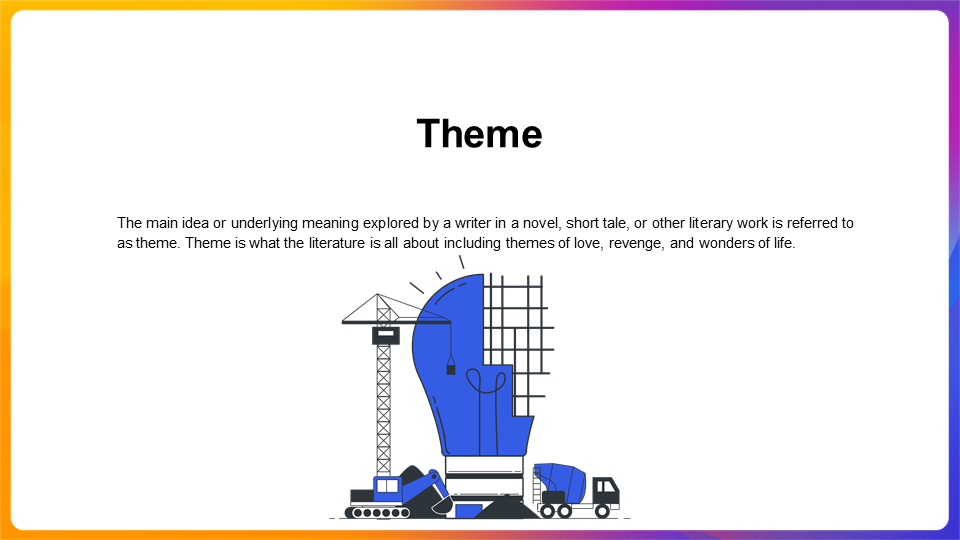 Theme
The main idea or underlying meaning explored by a writer in a novel, short tale, or other literary work is referred to
as theme. Theme is what the literature is all about including themes of love, revenge, and wonders of life.